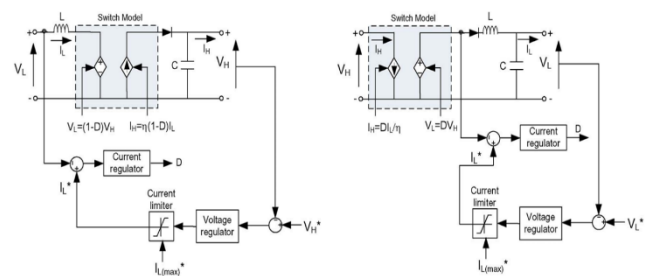 Switch Model
L
+
+
I_L
I_H
V_L
C
V_H
-
-
V_L=(1-D)V_H
I_H=η(1-D)I_L
Current
regulator
D
I_L*
Current
limiter
Voltage
regulator
V_H*
I_L(max)*
Switch Model
L
+
+
I_H
I_L
V_H
C
V_L
-
-
I_H=DI_L/η
V_L=DV_H
Current
regulator
D
I_L*
Current
limiter
Voltage
regulator
V_L*
I_L(max)*